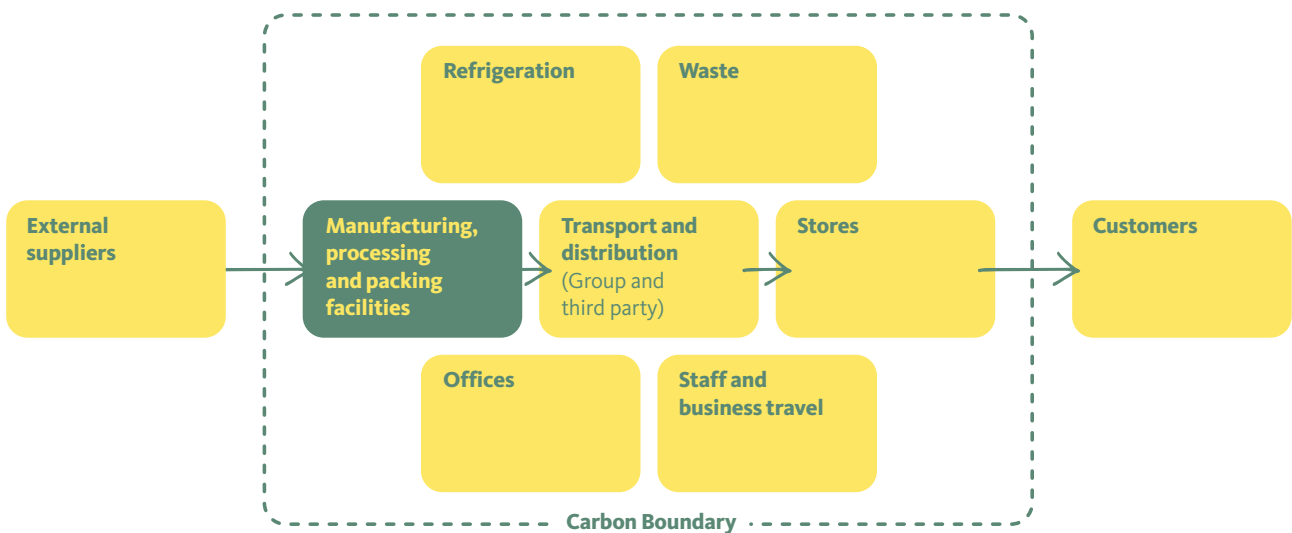 Refrigeration
Waste
External
suppliers
Manufacturing,
processing
and packing
facilities
Transport and
distribution
(Group and
third party)
Stores
Customers
Offices
Staff and
business travel
Carbon Boundary